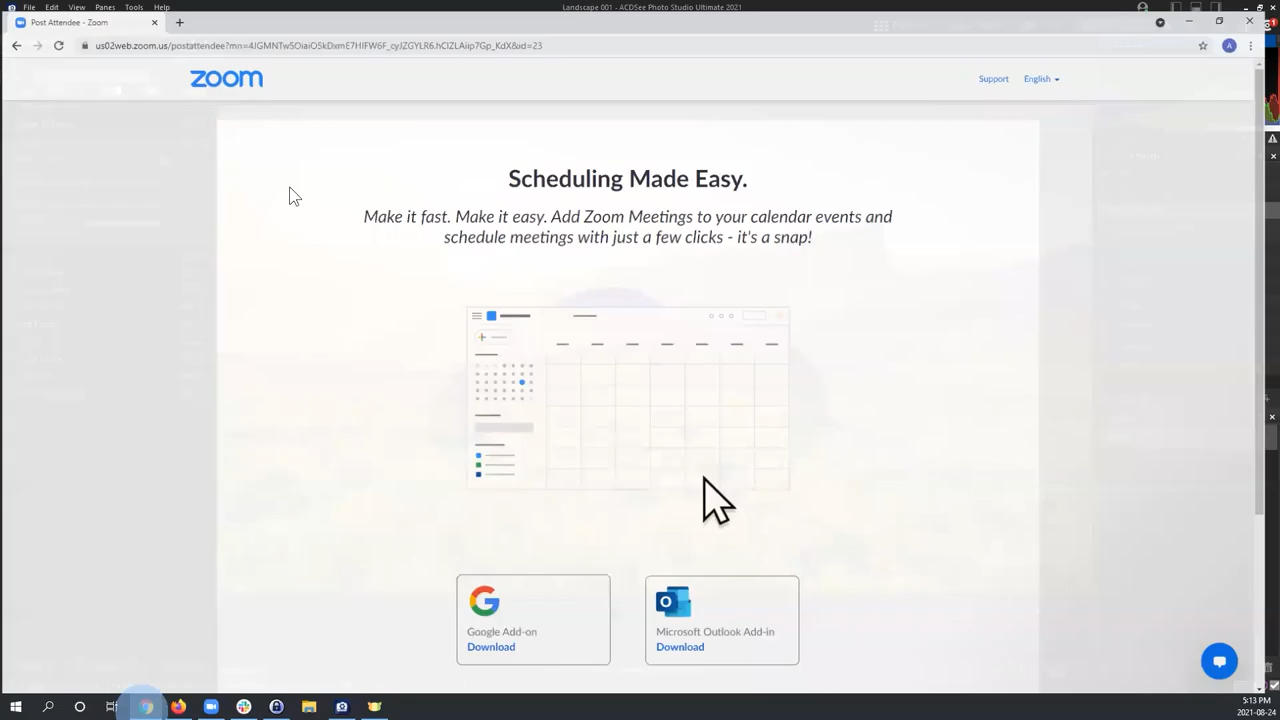 File Edit View Panes Tools Help
Landscape 001 - ACDSee Photo Studio Ultimate 2021
Post Attendee - Zoom
zoom
Support
English
Scheduling Made Easy.
Make it fast. Make it easy. Add Zoom Meetings to your calendar events and
schedule meetings with just a few clicks - it's a snap!
Google Add-on
Download
Microsoft Outlook Add-in
Download
A
5:13 PM
2021-08-24